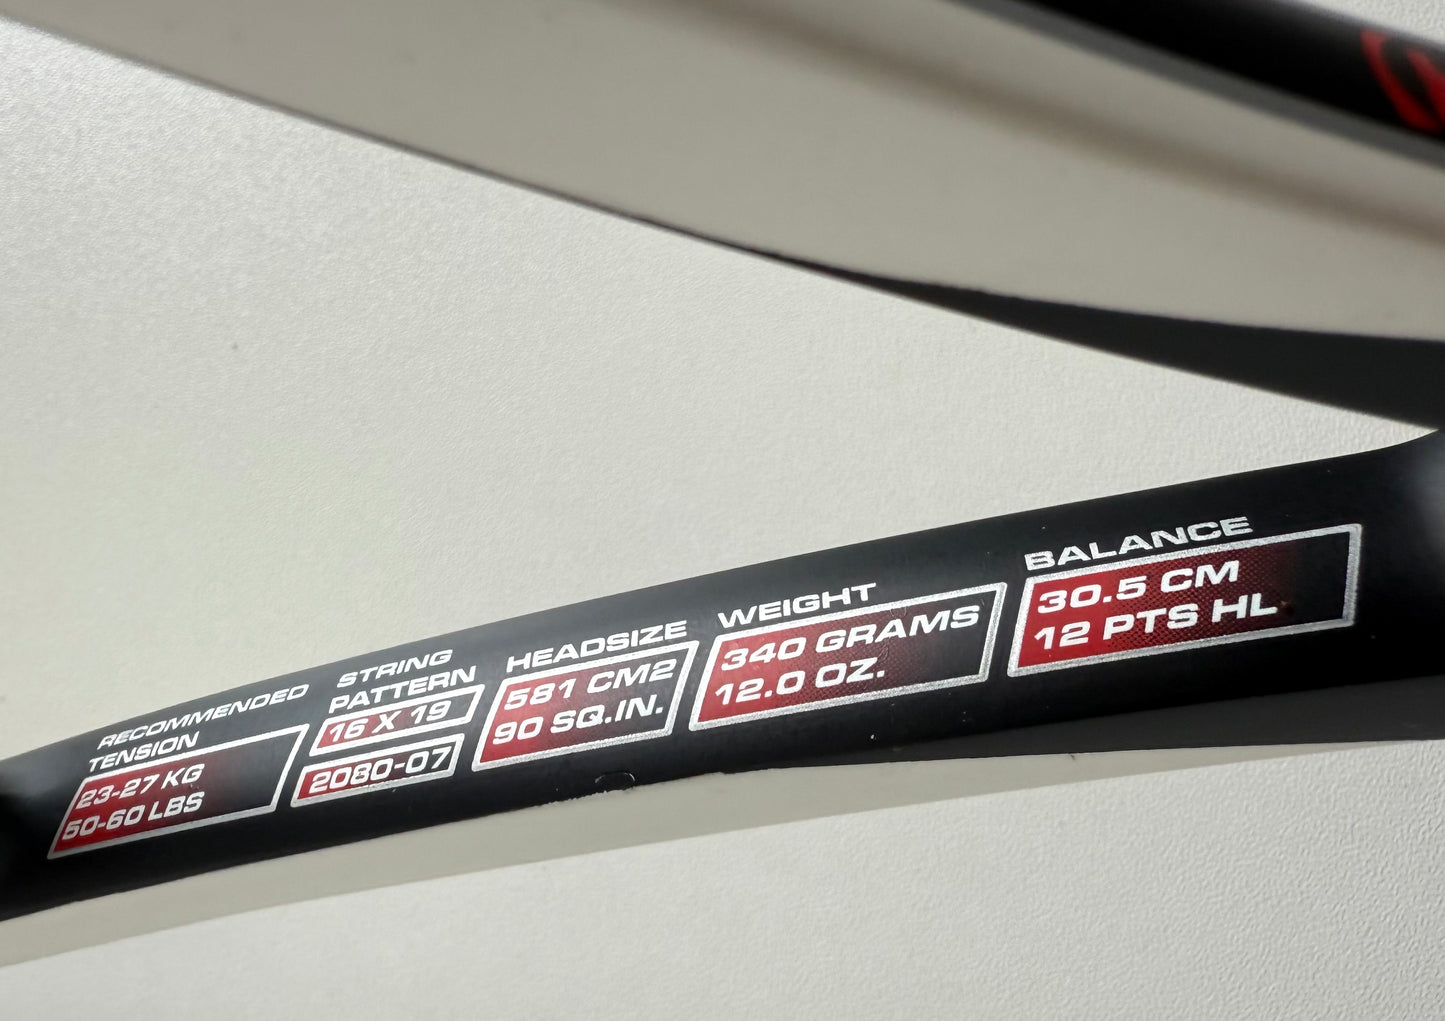 RECOMMENDED
TENSION
23-27 KG
50-60 LBS
STRING
PATTERN
16 X 19
2080-07
HEADSIZE
581 CM2
90 SQ.IN.
WEIGHT
340 GRAMS
12.0 OZ.
BALANCE
30.5 CM
12 PTS HL